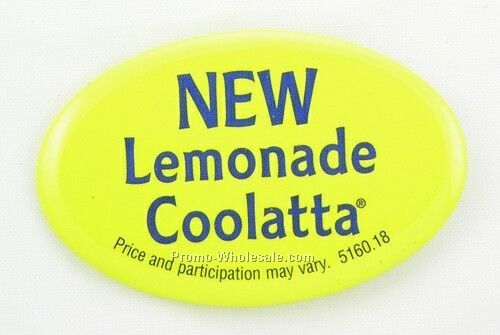 NEW
Lemonade
Coolatta®
Price and participation may vary. 5160.18
Promo-Wholesale.com